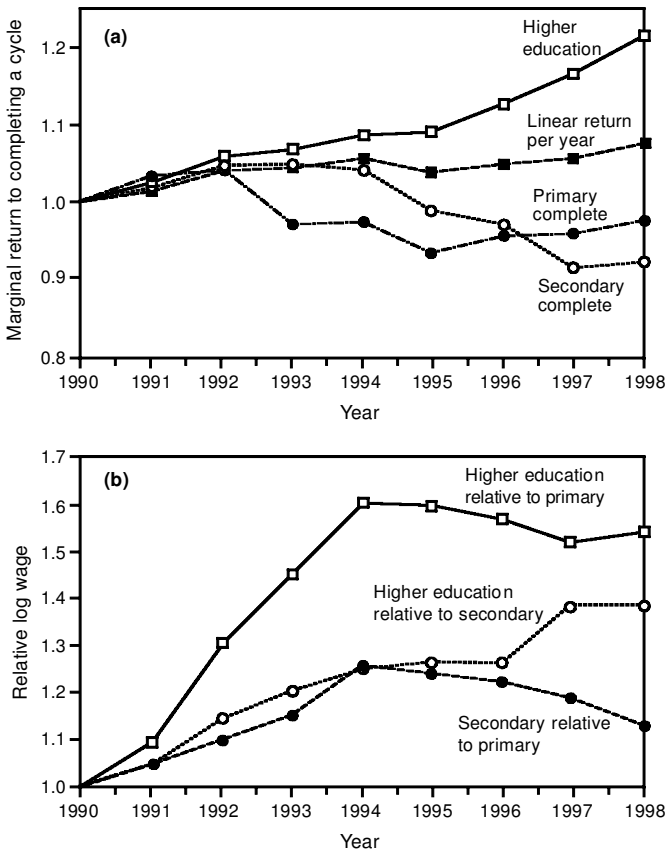 (a)
Marginal return to completing a cycle
1.2
1.1
1.0
0.9
0.8
Higher
education
Linear return
per year
Primary
complete
Secondary
complete
1990 1991 1992 1993 1994 1995 1996 1997 1998
Year
(b)
Relative log wage
1.7
1.6
1.5
1.4
1.3
1.2
1.1
1.0
Higher education
relative to primary
Higher education
relative to secondary
Secondary relative
to primary
1990 1991 1992 1993 1994 1995 1996 1997 1998
Year